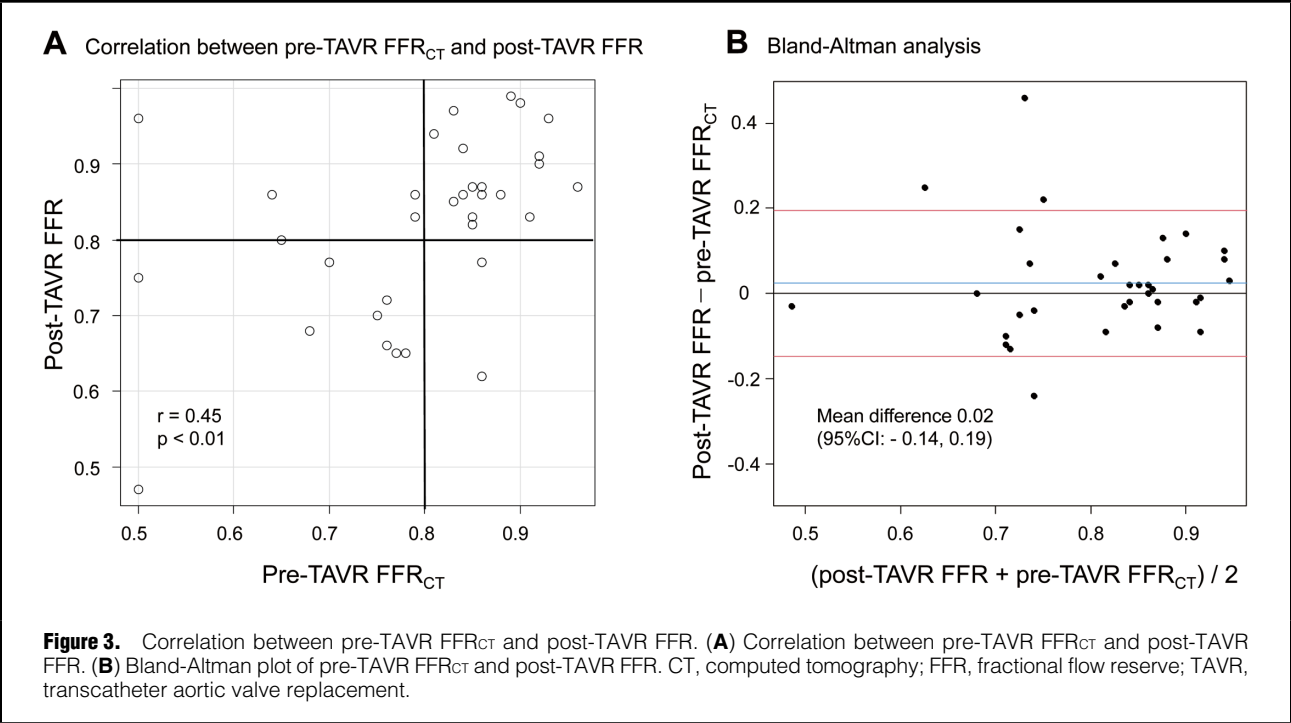 A Correlation between pre-TAVR FFRCT and post-TAVR FFR
Post-TAVR FFR
0.9
0.8
0.7
0.6
0.5
r = 0.45
p < 0.01
0.5 0.6 0.7 0.8 0.9
Pre-TAVR FFRCT
B Bland-Altman analysis
Post-TAVR FFR – pre-TAVR FFRCT
0.4
0.2
0
-0.2
-0.4
Mean difference 0.02
(95%CI: - 0.14, 0.19)
0.5 0.6 0.7 0.8 0.9
(post-TAVR FFR + pre-TAVR FFRCT) / 2
Figure 3. Correlation between pre-TAVR FFRCT and post-TAVR FFR. (A) Correlation between pre-TAVR FFRCT and post-TAVR
FFR. (B) Bland-Altman plot of pre-TAVR FFRCT and post-TAVR FFR. CT, computed tomography; FFR, fractional flow reserve; TAVR,
transcatheter aortic valve replacement.